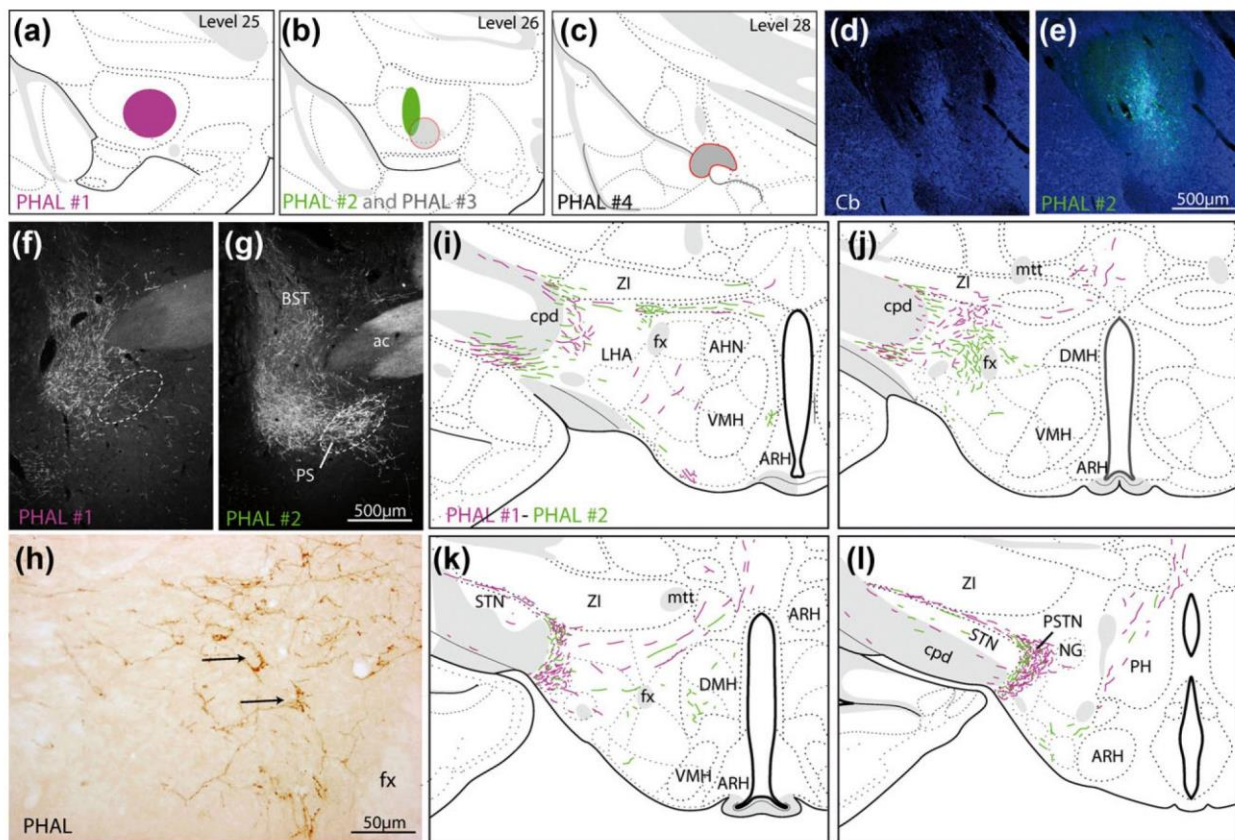 (a)
Level 25
PHAL #1
(b)
Level 26
PHAL #2 and PHAL #3
(c)
Level 28
PHAL #4
(d)
Cb
(e)
PHAL #2
500µm
(f)
PHAL #1
(g)
BST
ac
PS
PHAL #2
500µm
(h)
fx
PHAL
50µm
(i)
ZI
cpd
fx
LHA
AHN
VMH
ARH
PHAL #1- PHAL #2
(j)
mtt
ZI
cpd
fx
DMH
VMH
ARH
(k)
STN
ZI
mtt
ARH
fx
DMH
VMH
ARH
(l)
ZI
PSTN
STN
NG
cpd
PH
ARH